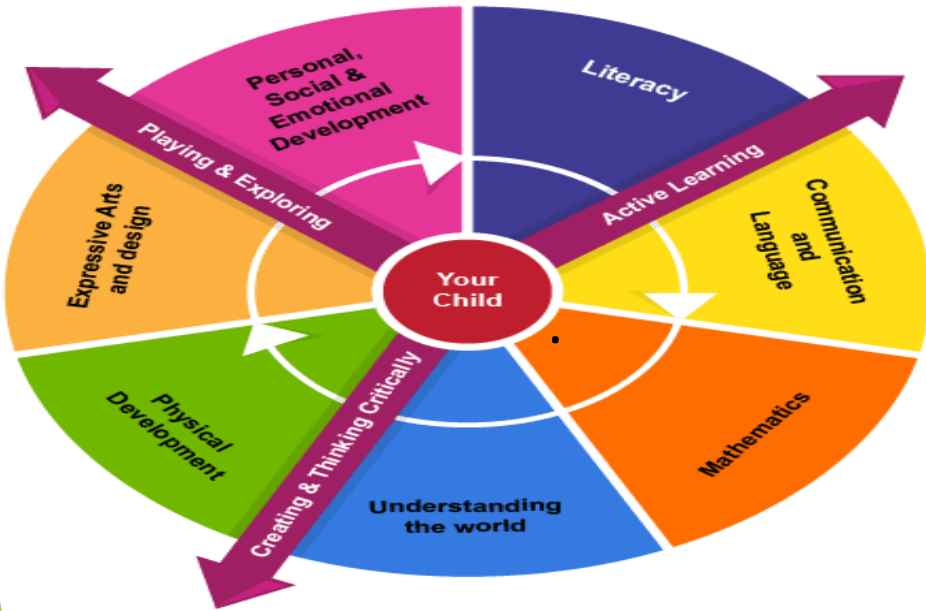 Personal,
Social &
Emotional
Development
Literacy
Playing & Exploring
Active Learning
Expressive Arts
and design
Communication
and
Language
Your
Child
Physical
Development
Creating & Thinking Critically
Mathematics
Understanding
the world